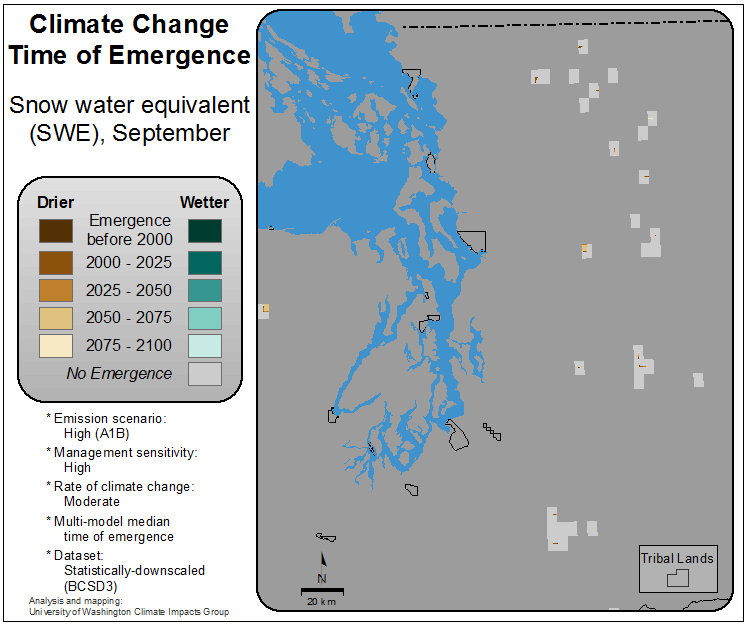 Climate Change
Time of Emergence
Snow water equivalent
(SWE), September
Drier
Wetter
Emergence
before 2000
2000 - 2025
2025 - 2050
2050 - 2075
2075 - 2100
No Emergence
* Emission scenario:
High (A1B)
* Management sensitivity:
High
* Rate of climate change:
Moderate
* Multi-model median
time of emergence
* Dataset:
Statistically-downscaled
(BCSD3)
Analysis and mapping:
University of Washington Climate Impacts Group
N
20 km
Tribal Lands